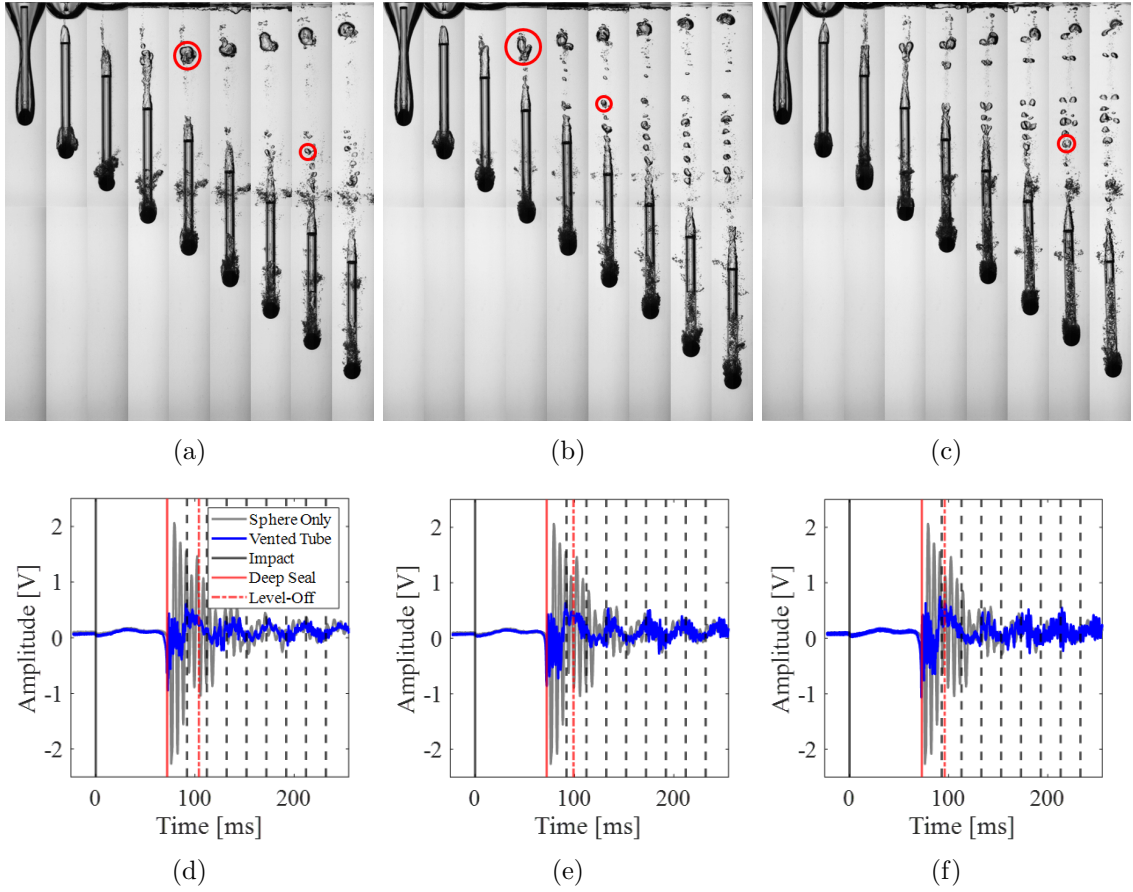 (a) (b) (c)
Amplitude [V]
2
1
0
-1
-2
Sphere Only
Vented Tube
Impact
Deep Seal
Level-Off
0 100 200
Time [ms]
Amplitude [V]
2
1
0
-1
-2
0 100 200
Time [ms]
Amplitude [V]
2
1
0
-1
-2
0 100 200
Time [ms]
(d) (e) (f)